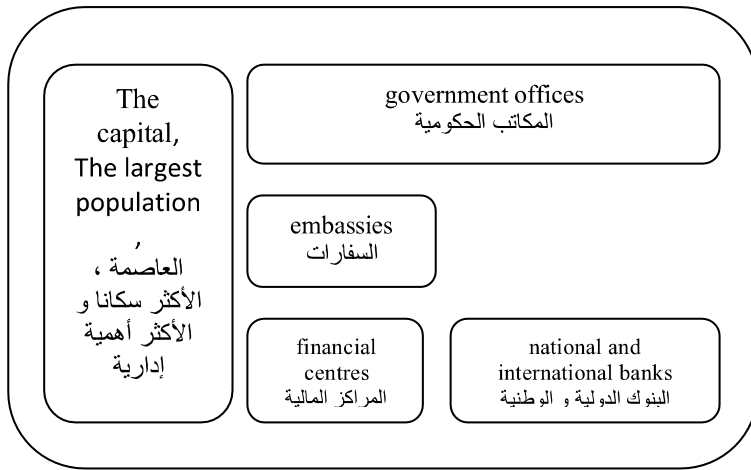 The
capital,
The largest
population
,
العاصمة ،
الأكثر سكانا و
الأكثر أهمية
إدارية
government offices
المكاتب الحكومية
embassies
السفارات
financial
centres
المراكز المالية
national and
international banks
البنوك الدولية و الوطنية